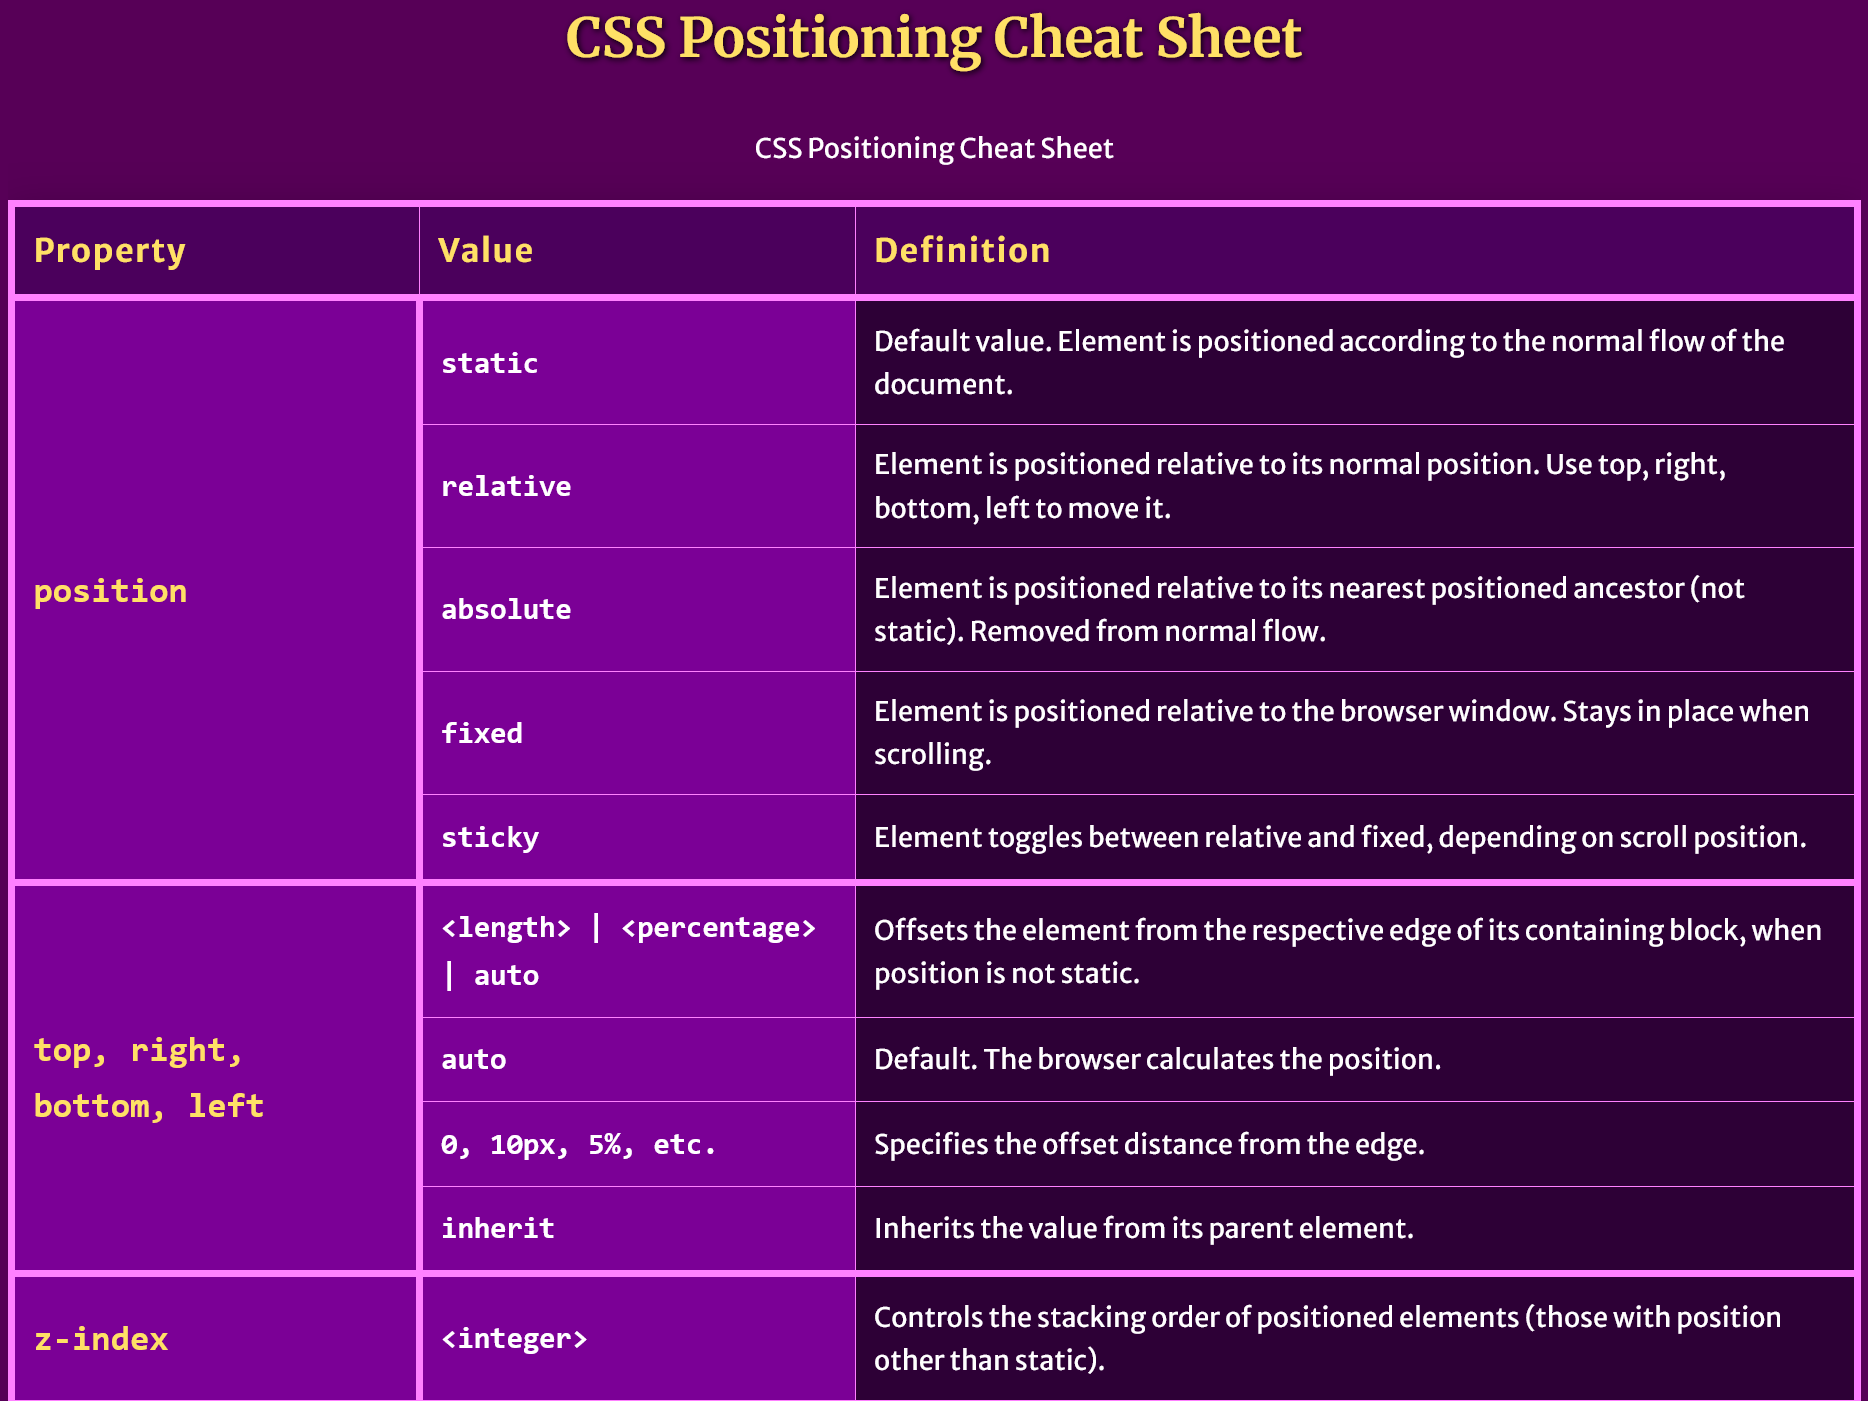 CSS Positioning Cheat Sheet
CSS Positioning Cheat Sheet
Property
Value
Definition
position
static
Default value. Element is positioned according to the normal flow of the
document.
relative
Element is positioned relative to its normal position. Use top, right,
bottom, left to move it.
absolute
Element is positioned relative to its nearest positioned ancestor (not
static). Removed from normal flow.
fixed
Element is positioned relative to the browser window. Stays in place when
scrolling.
sticky
Element toggles between relative and fixed, depending on scroll position.
top, right,
bottom, left
<length> | <percentage>
| auto
Offsets the element from the respective edge of its containing block, when
position is not static.
auto
Default. The browser calculates the position.
0, 10px, 5%, etc.
Specifies the offset distance from the edge.
inherit
Inherits the value from its parent element.
z-index
<integer>
Controls the stacking order of positioned elements (those with position
other than static).